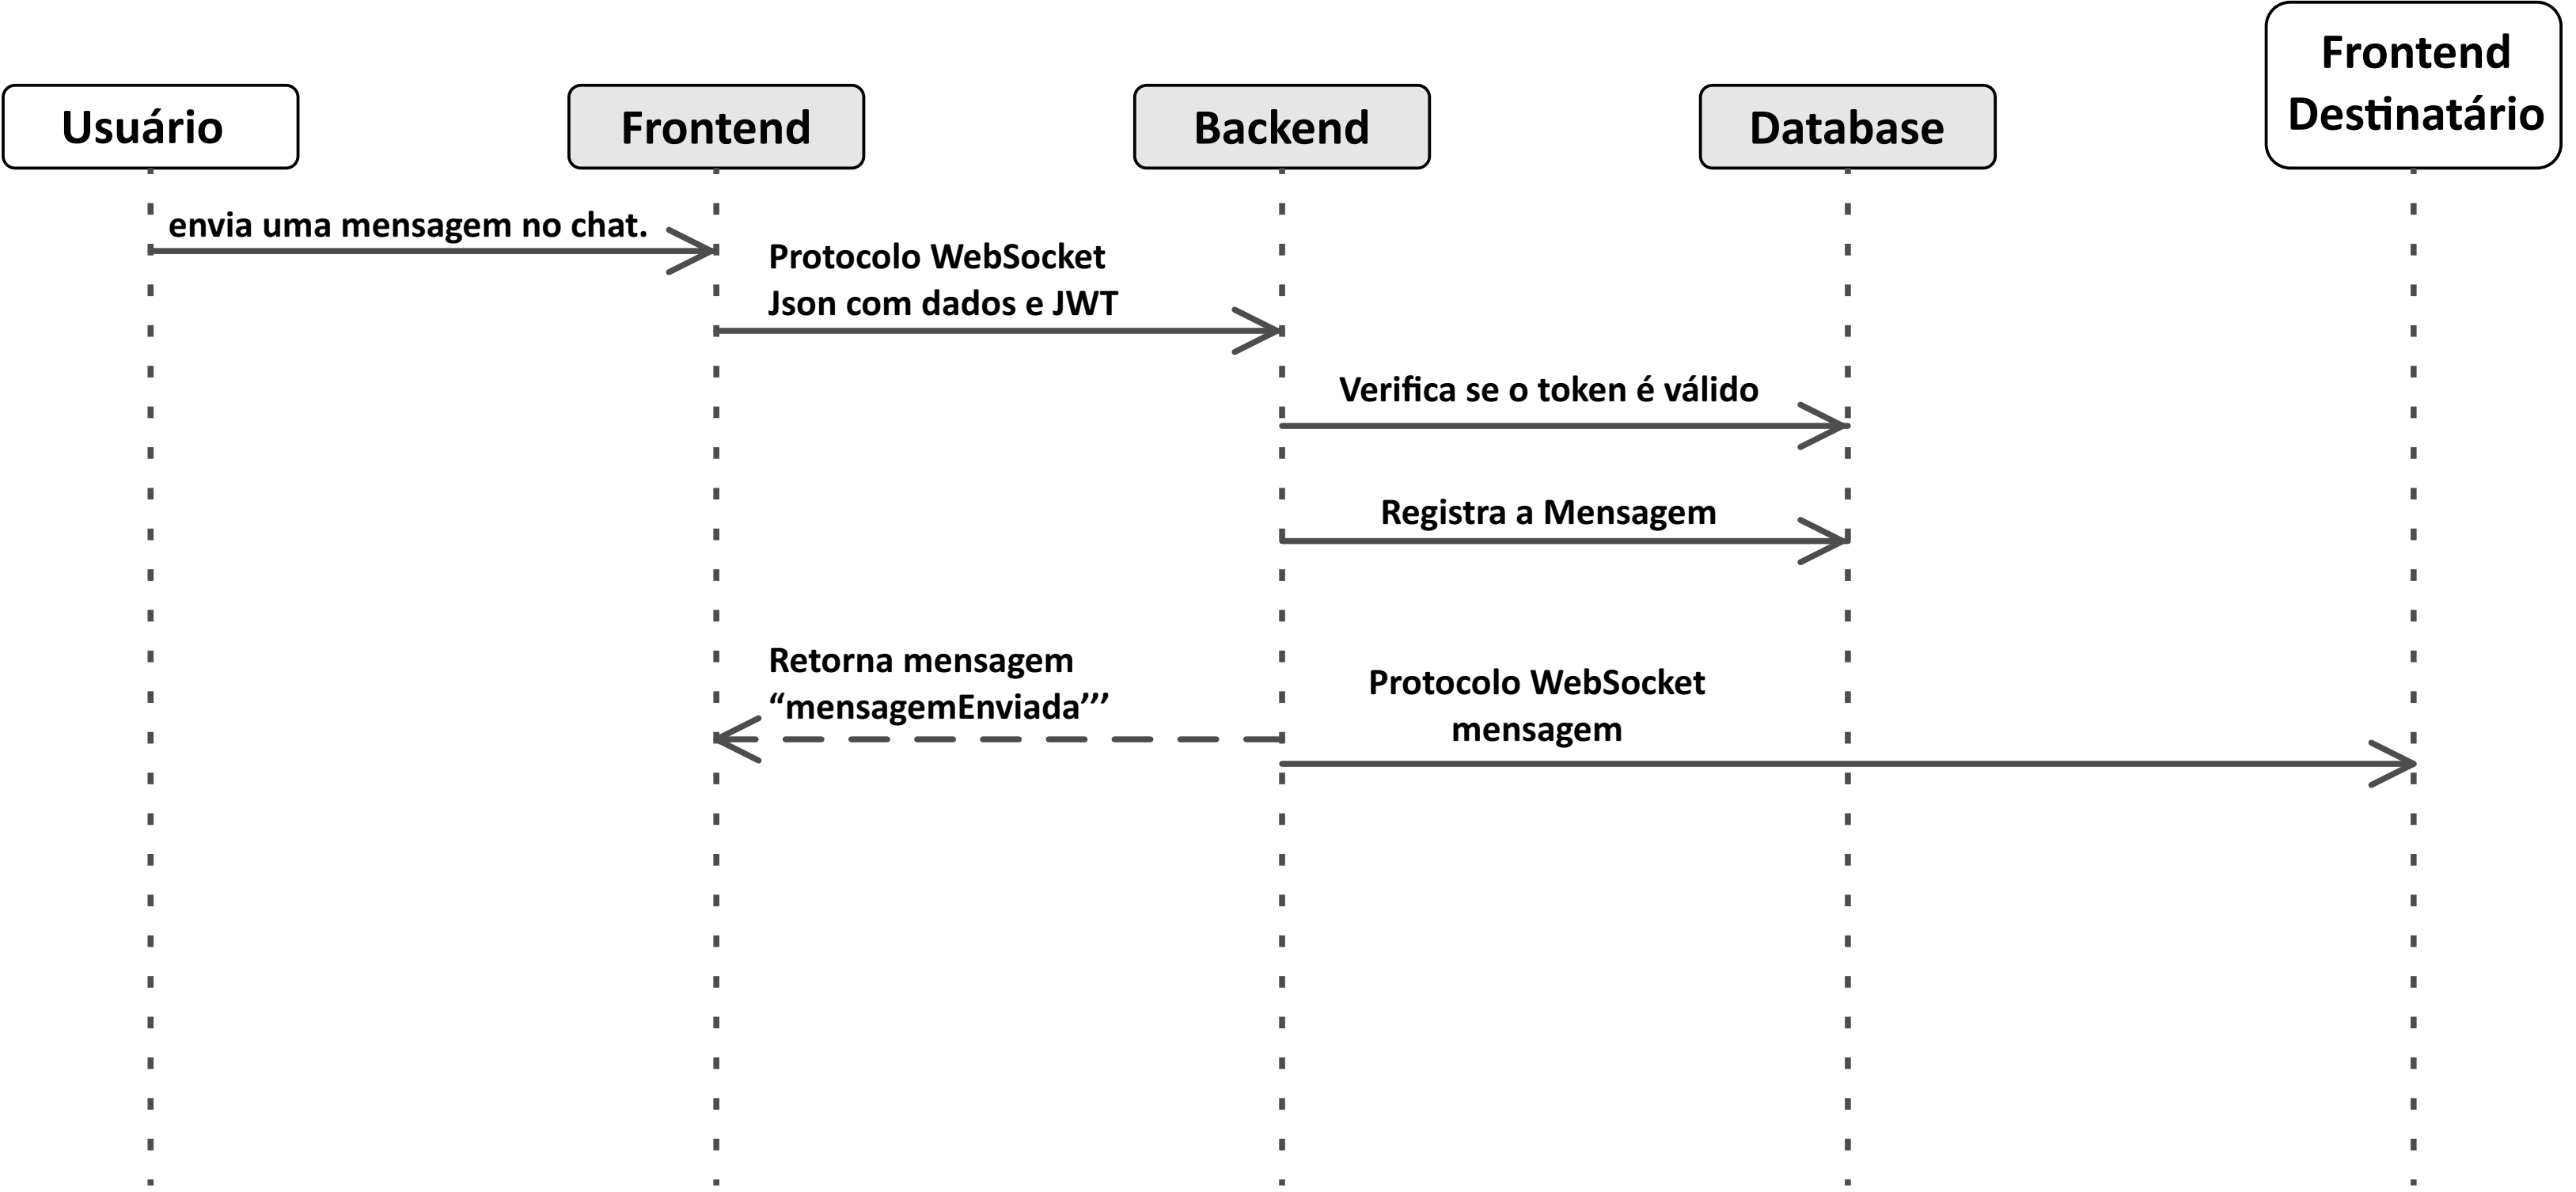 Usuário
Frontend
Backend
Database
Frontend
Destinatário
envia uma mensagem no chat.
Protocolo WebSocket
Json com dados e JWT
Verifica se o token é válido
Registra a Mensagem
Retorna mensagem
“mensagemEnviada’’’
Protocolo WebSocket
mensagem